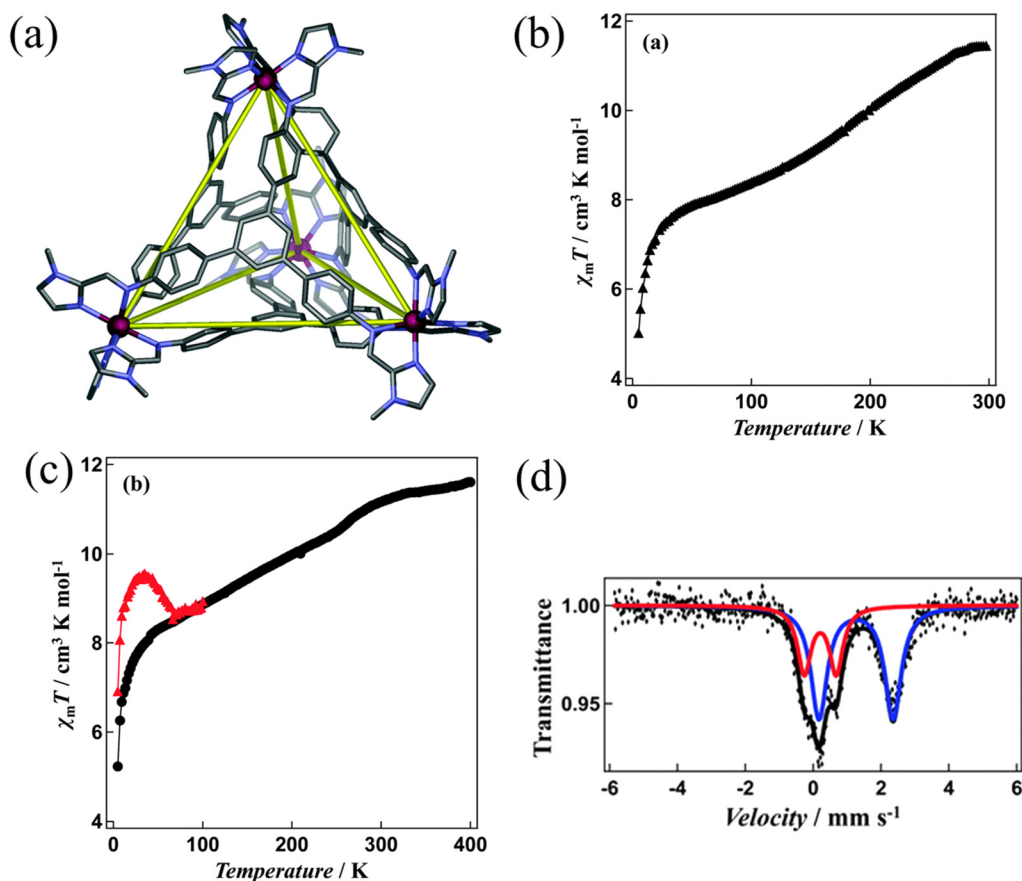 (a)
(b)
(a)
12
10
8
6
4
χmT / cm³ K mol⁻¹
0
100
200
300
Temperature / K
(c)
(b)
12
10
8
6
4
χmT / cm³ K mol⁻¹
0
100
200
300
400
Temperature / K
(d)
1.00
0.95
Transmittance
-6
-4
-2
0
2
4
6
Velocity / mm s⁻¹